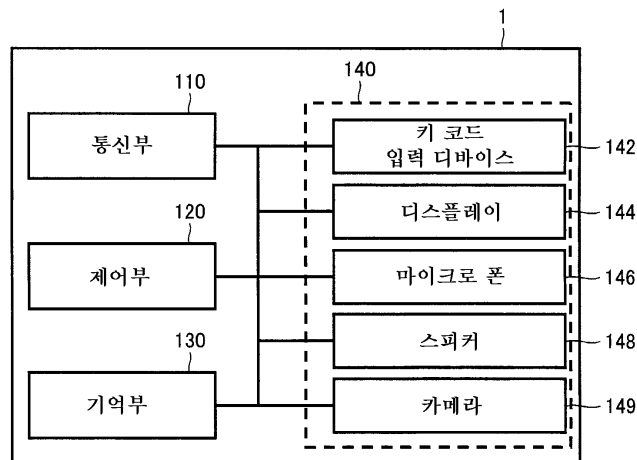 1
140
110
통신부
키 코드
입력 디바이스
142
디스플레이
144
120
제어부
마이크로 폰
146
130
기억부
스피커
148
카메라
149